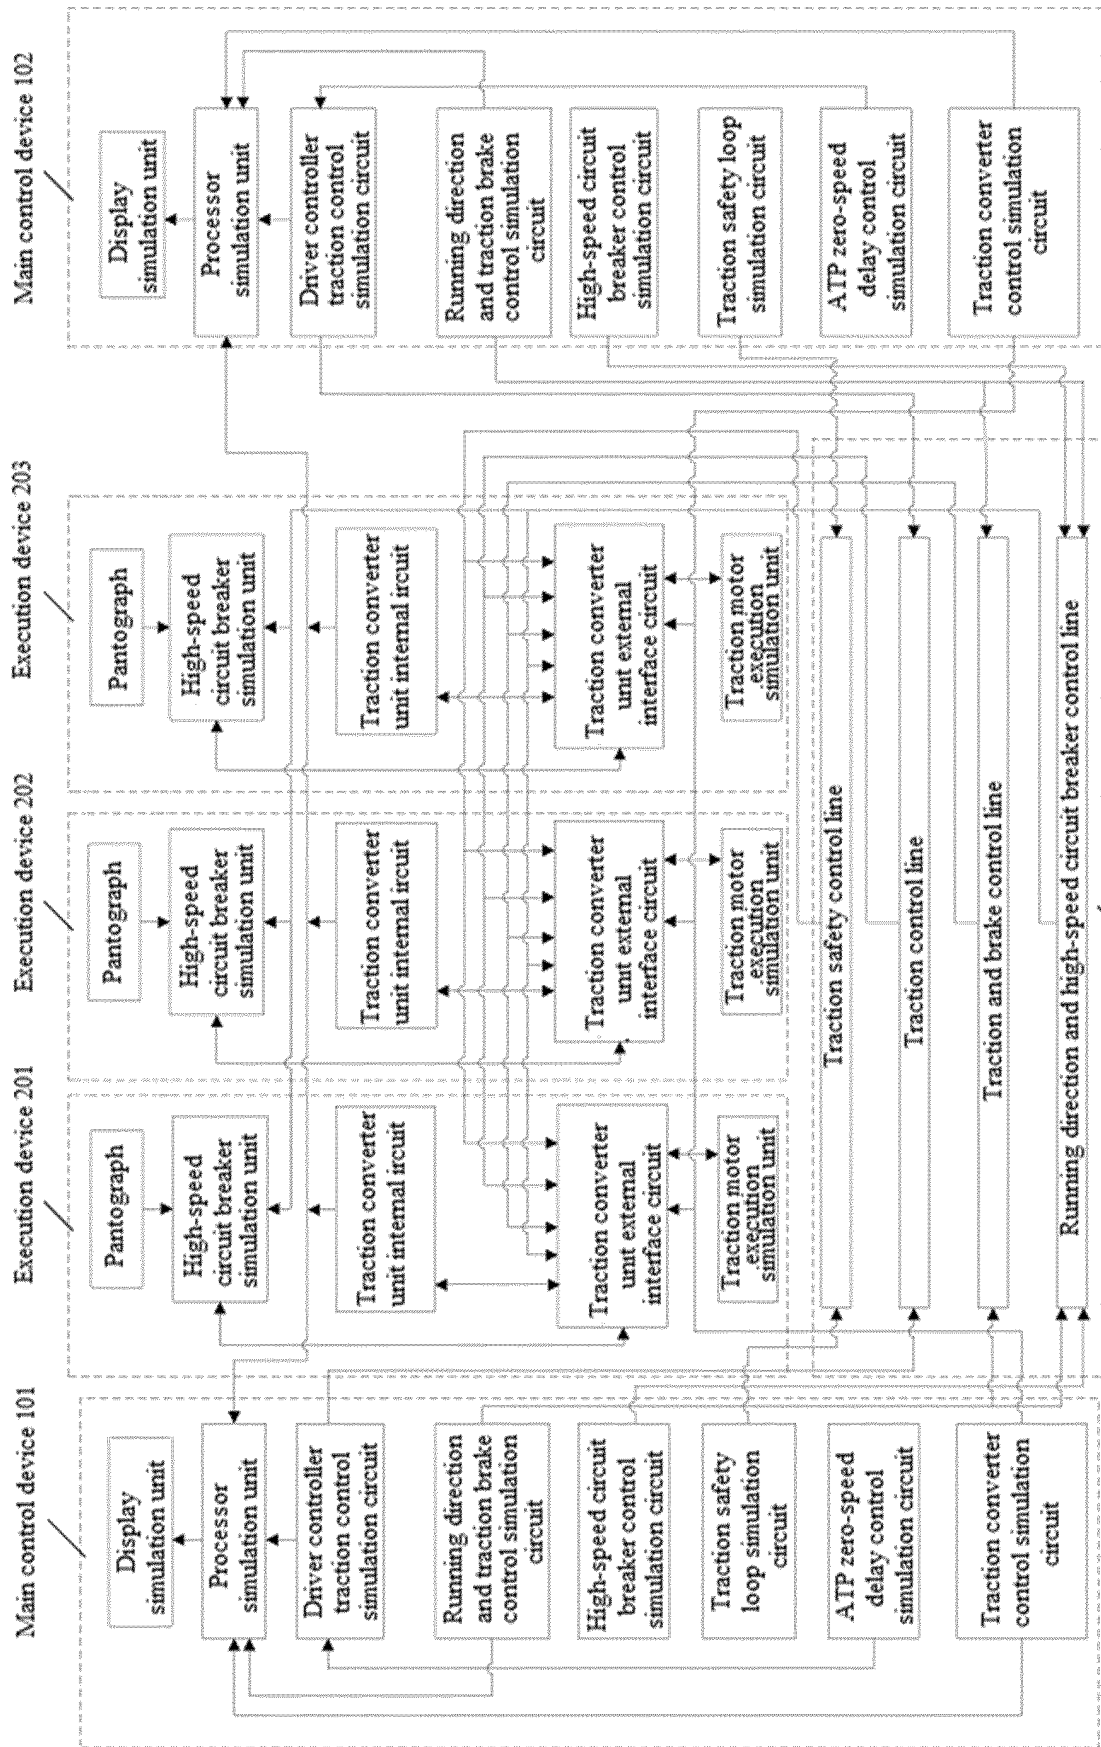 Main control device 101
Display
simulation unit
Processor
simulation unit
Driver controller
traction control
simulation circuit
Running direction
and traction brake
control simulation
circuit
High-speed circuit
breaker control
simulation circuit
Traction safety
loop simulation
circuit
ATP zero-speed
delay control
simulation circuit
Traction converter
control simulation
circuit
Execution device 201
Pantograph
High-speed
circuit breaker
simulation unit
Traction converter
unit internal ircuit
Traction converter
unit external
interface circuit
Traction motor
execution
simulation unit
Execution device 202
Pantograph
High-speed
circuit breaker
simulation unit
Traction converter
unit internal ircuit
Traction converter
unit external
interface circuit
Traction motor
execution
simulation unit
Execution device 203
Pantograph
High-speed
circuit breaker
simulation unit
Traction converter
unit internal ircuit
Traction converter
unit external
interface circuit
Traction motor
execution
simulation unit
Traction safety control line
Traction control line
Traction and brake control line
Running direction and high-speed circuit breaker control line
Main control device 102
Display
simulation unit
Processor
simulation unit
Driver controller
traction control
simulation circuit
Running direction
and traction brake
control simulation
circuit
High-speed circuit
breaker control
simulation circuit
Traction safety loop
simulation circuit
ATP zero-speed
delay control
simulation circuit
Traction converter
control simulation
circuit